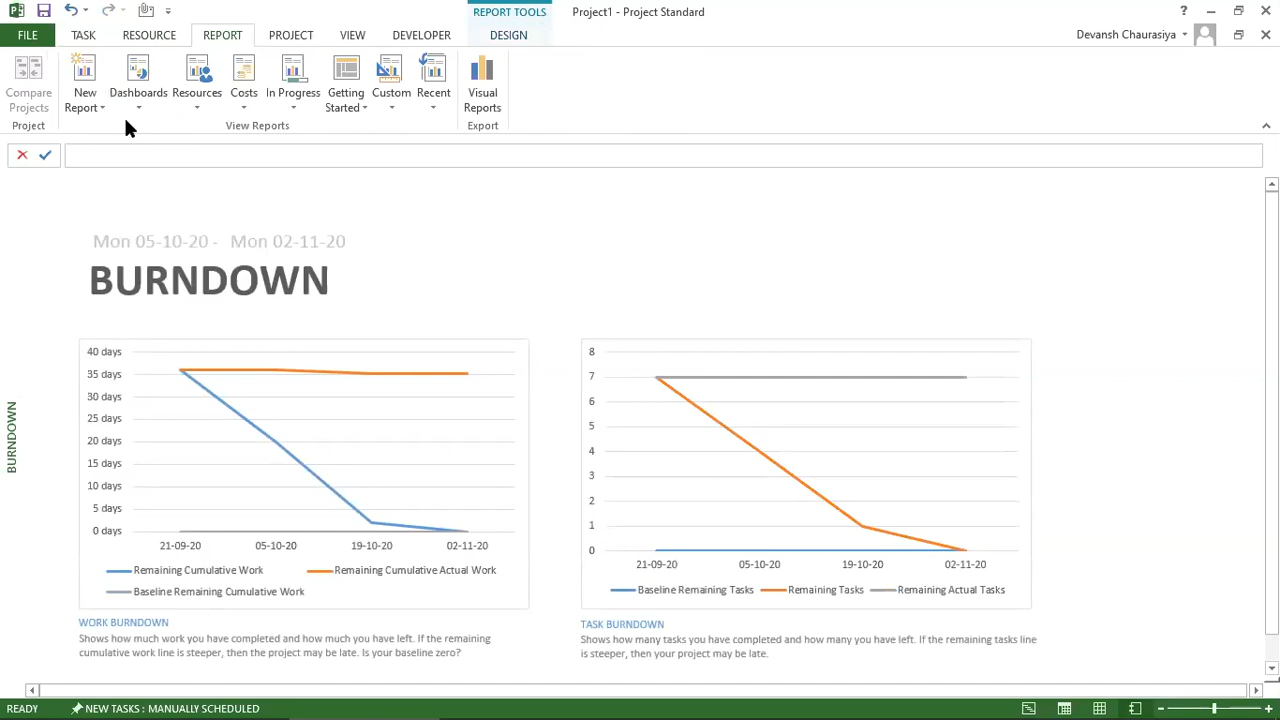 REPORT TOOLS
Project1 - Project Standard
?
FILE
TASK
RESOURCE
REPORT
PROJECT
VIEW
DEVELOPER
DESIGN
Devansh Chaurasiya
Compare Projects
New Report
Dashboards
Resources
Costs
In Progress
Getting Started
Custom
Recent
Visual Reports
Project
View Reports
Export
Mon 05-10-20 - Mon 02-11-20
BURNDOWN
BURNDOWN
40 days
35 days
30 days
25 days
20 days
15 days
10 days
5 days
0 days
21-09-20 05-10-20 19-10-20 02-11-20
Remaining Cumulative Work
Remaining Cumulative Actual Work
Baseline Remaining Cumulative Work
WORK BURNDOWN
Shows how much work you have completed and how much you have left. If the remaining
cumulative work line is steeper, then the project may be late. Is your baseline zero?
8
7
6
5
4
3
2
1
0
21-09-20 05-10-20 19-10-20 02-11-20
Baseline Remaining Tasks
Remaining Tasks
Remaining Actual Tasks
TASK BURNDOWN
Shows how many tasks you have completed and how many you have left. If the remaining tasks line
is steeper, then your project may be late.
READY
NEW TASKS : MANUALLY SCHEDULED